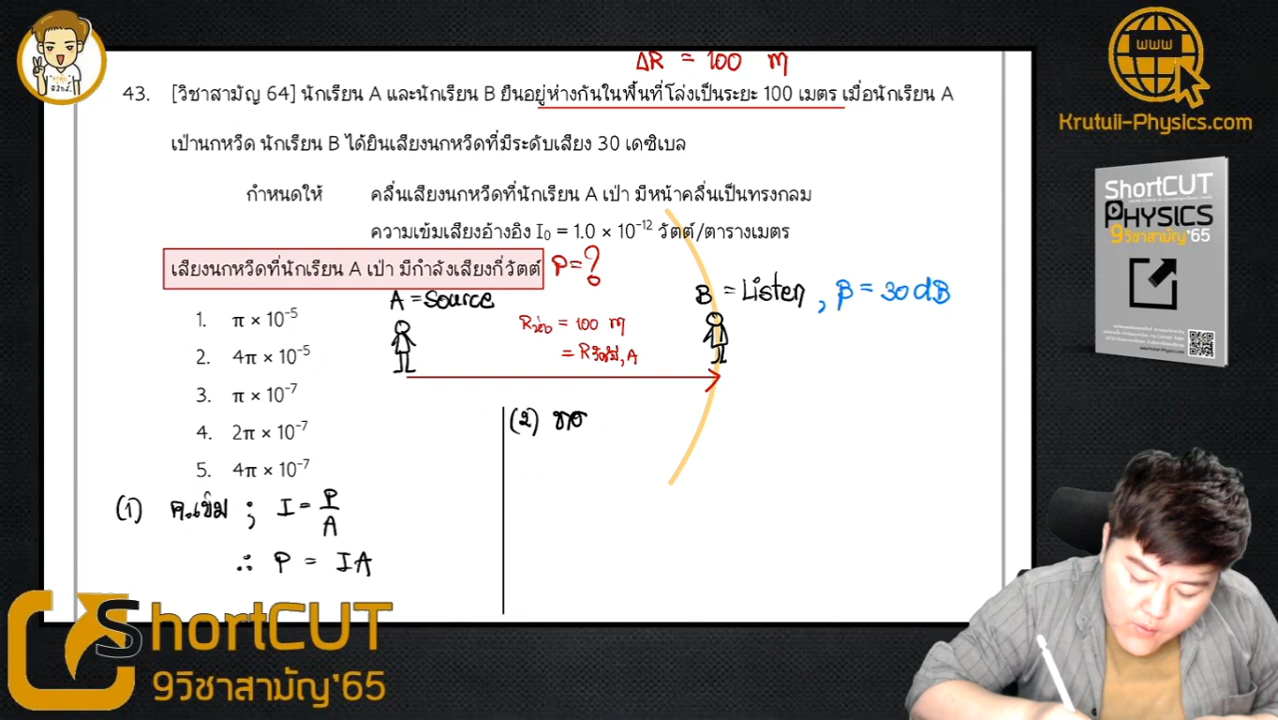 ΔR = 100 m
43. [วิชาสามัญ 64] นักเรียน A และนักเรียน B ยืนอยู่ห่างกันในพื้นที่โล่งเป็นระยะ 100 เมตร เมื่อนักเรียน A
เป่านกหวีด นักเรียน B ได้ยินเสียงนกหวีดที่มีระดับเสียง 30 เดซิเบล
กำหนดให้ คลื่นเสียงนกหวีดที่นักเรียน A เป่า มีหน้าคลื่นเป็นทรงกลม
ความเข้มเสียงอ้างอิง I₀ = 1.0 × 10⁻¹² วัตต์/ตารางเมตร
เสียงนกหวีดที่นักเรียน A เป่า มีกำลังเสียงกี่วัตต์ P = ?
A = Source
B = Listen , β = 30 dB
1. π × 10⁻⁵
2. 4π × 10⁻⁵
3. π × 10⁻⁷
4. 2π × 10⁻⁷
5. 4π × 10⁻⁷
= 100 m
(1) ค.เข้ม ; I = P/A
∴ P = IA
(2)
ShortCUT
9วิชาสามัญ'65
www
Krutuii-Physics.com
ShortCUT
PHYSICS
9วิชาสามัญ'65